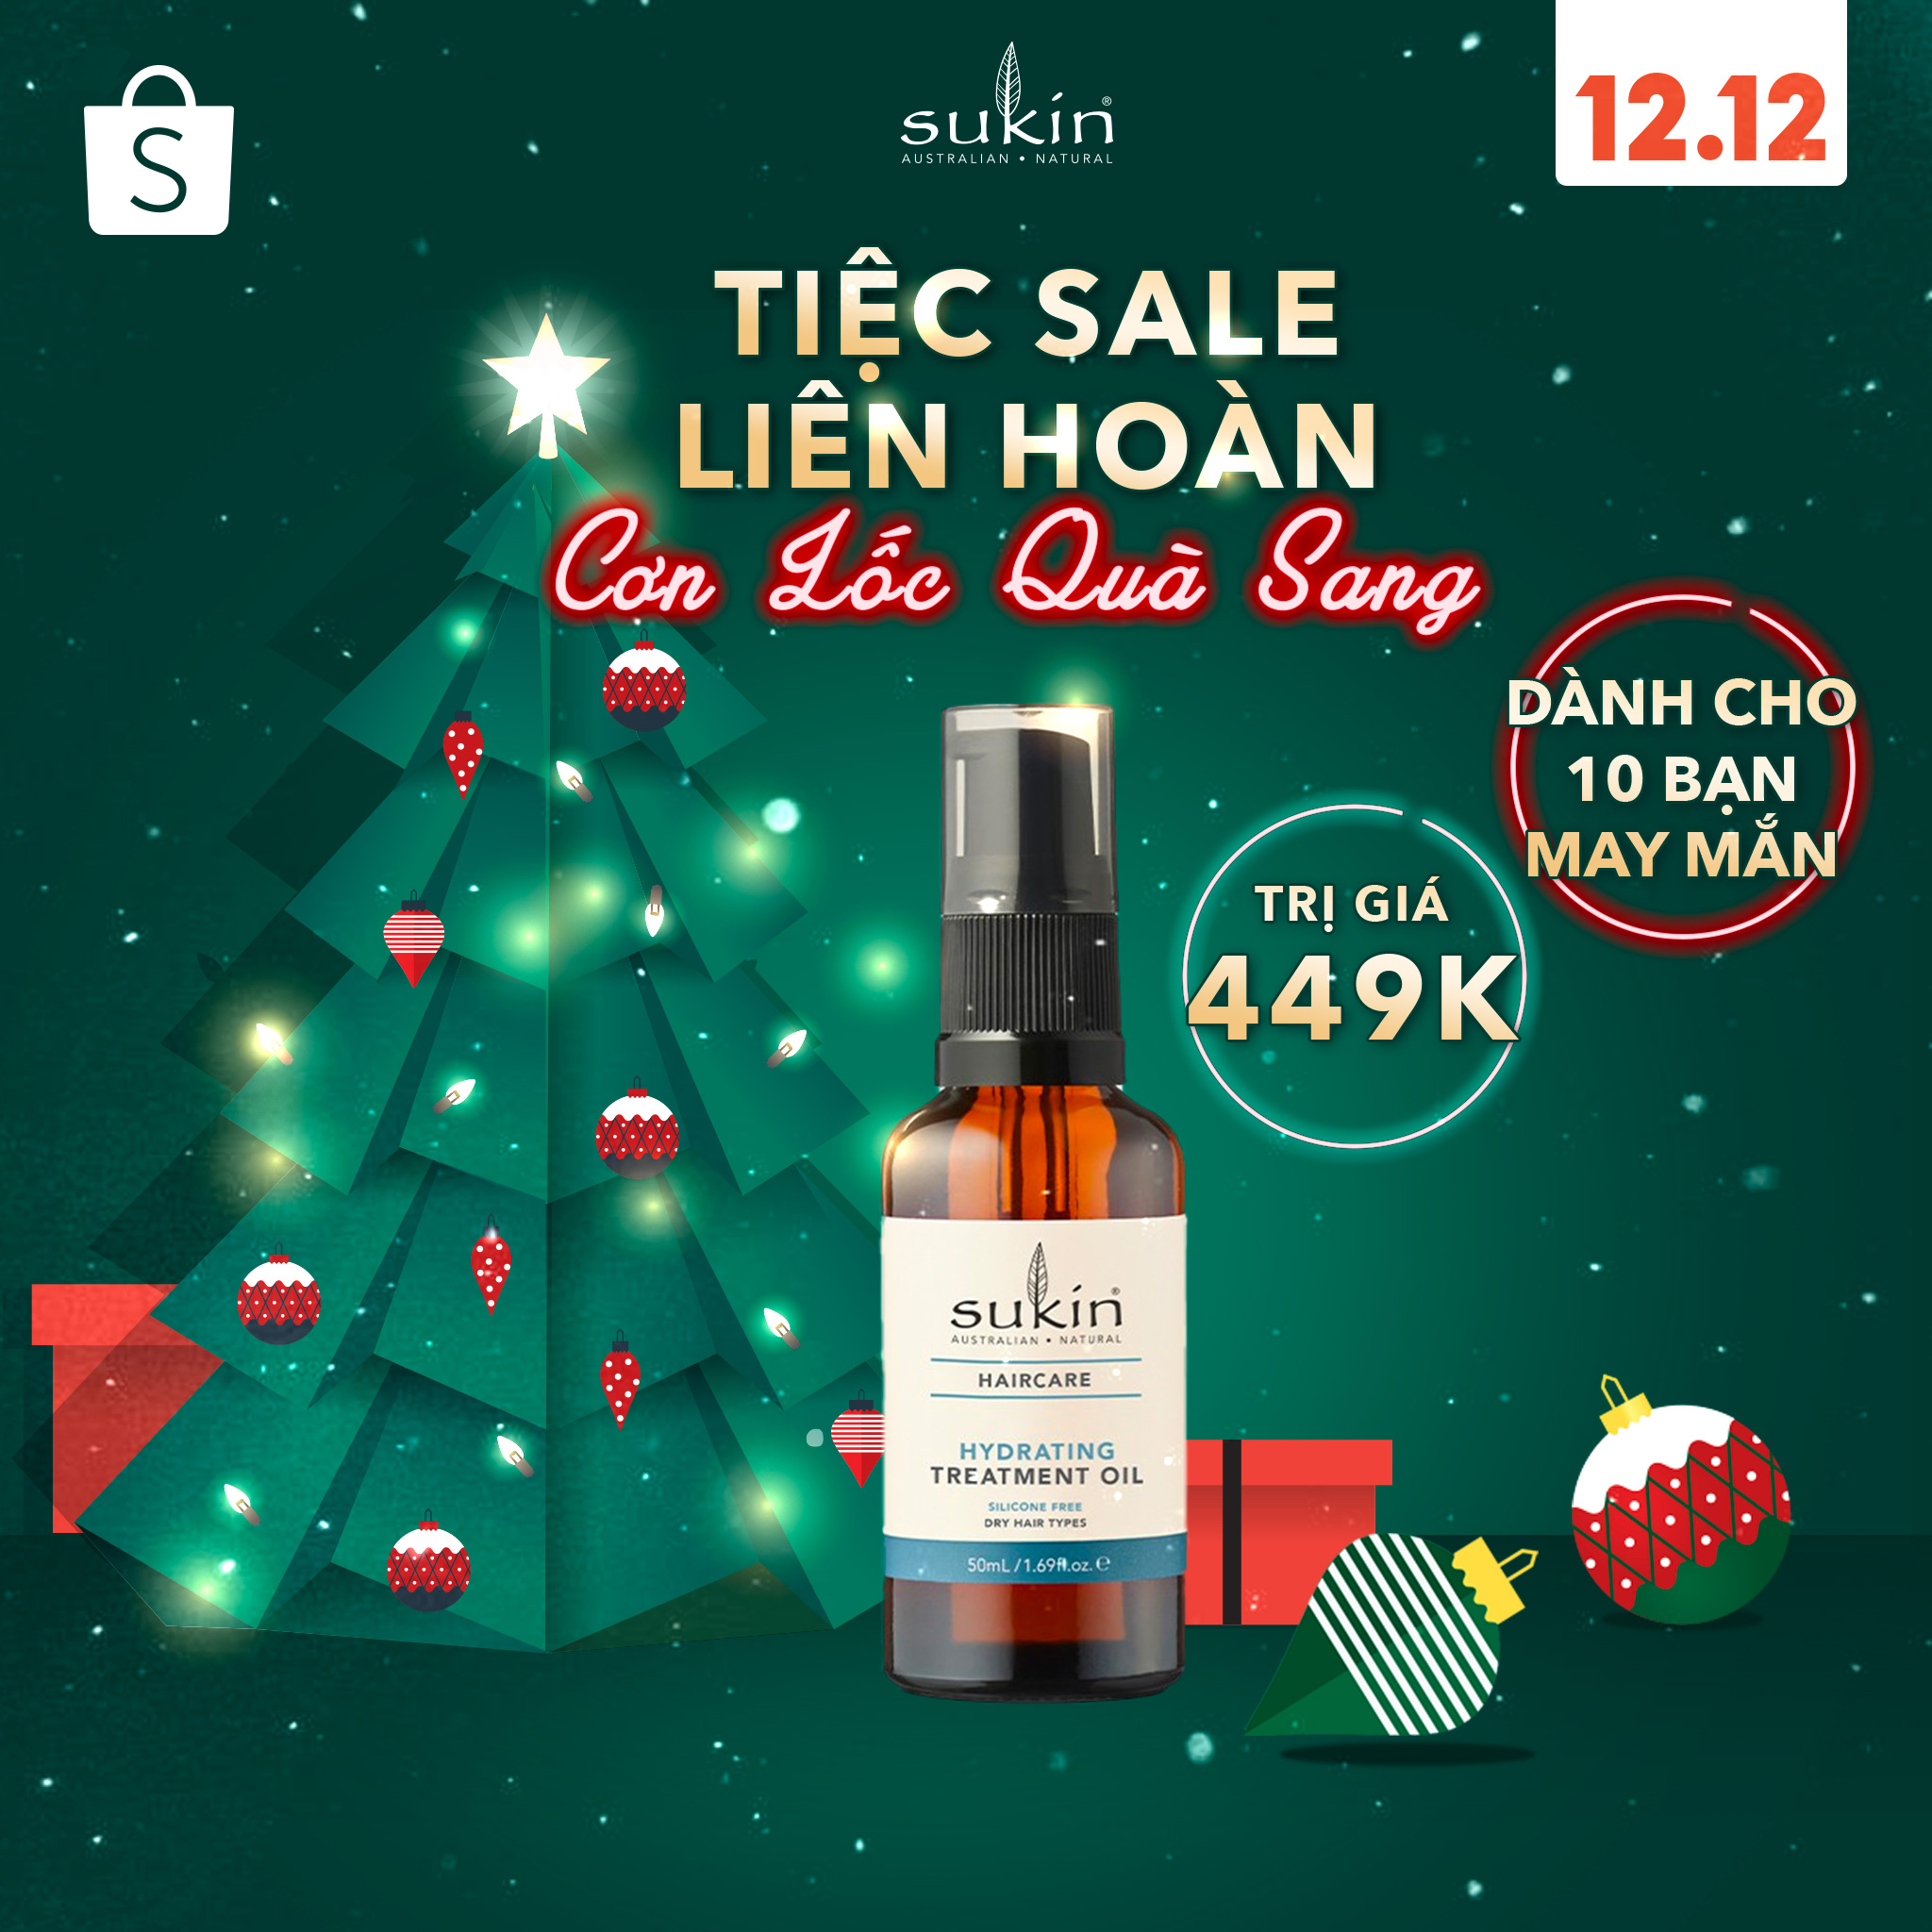 S
sukin®
AUSTRALIAN • NATURAL
12.12
TIỆC SALE
LIÊN HOÀN
Cơn Lốc Quà Sang
DÀNH CHO
10 BẠN
MAY MẮN
TRỊ GIÁ
449K
sukin®
AUSTRALIAN • NATURAL
HAIRCARE
HYDRATING
TREATMENT OIL
SILICONE FREE
DRY HAIR TYPES
50mL / 1.69fl.oz. ℮